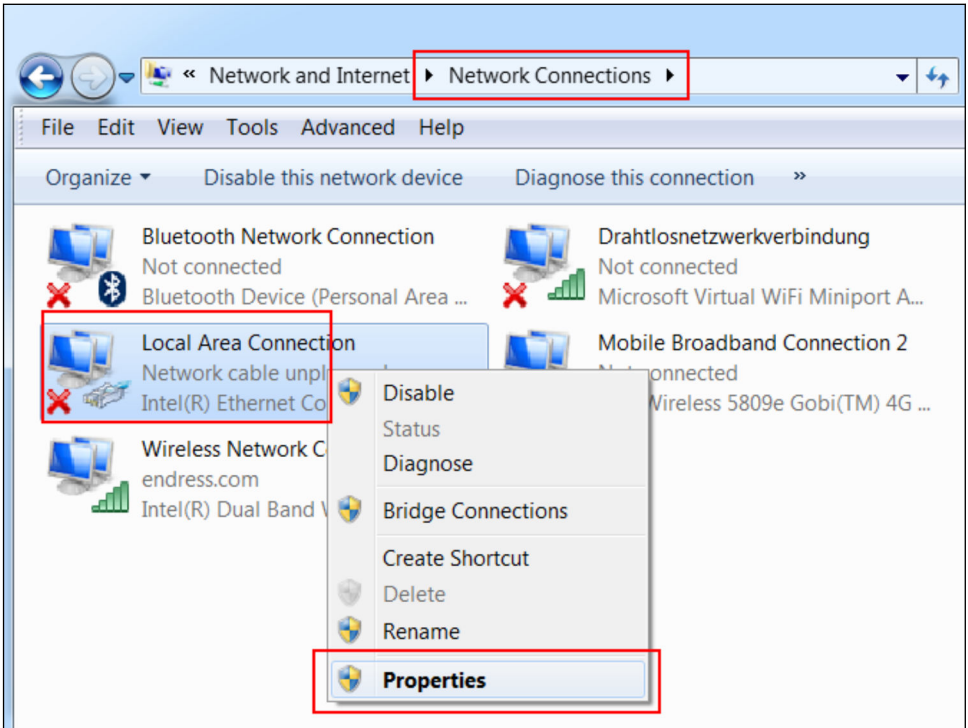 « Network and Internet ▸ Network Connections ▸
File Edit View Tools Advanced Help
Organize Disable this network device Diagnose this connection »
Bluetooth Network Connection
Not connected
Bluetooth Device (Personal Area ...
Drahtlosnetzwerkverbindung
Not connected
Microsoft Virtual WiFi Miniport A...
Local Area Connection
Network cable
Intel(R) Ethernet
Mobile Broadband Connection 2
Wireless 5809e Gobi(TM) 4G ...
Wireless Network
endress.com
Intel(R) Dual Band
Disable
Status
Diagnose
Bridge Connections
Create Shortcut
Delete
Rename
Properties